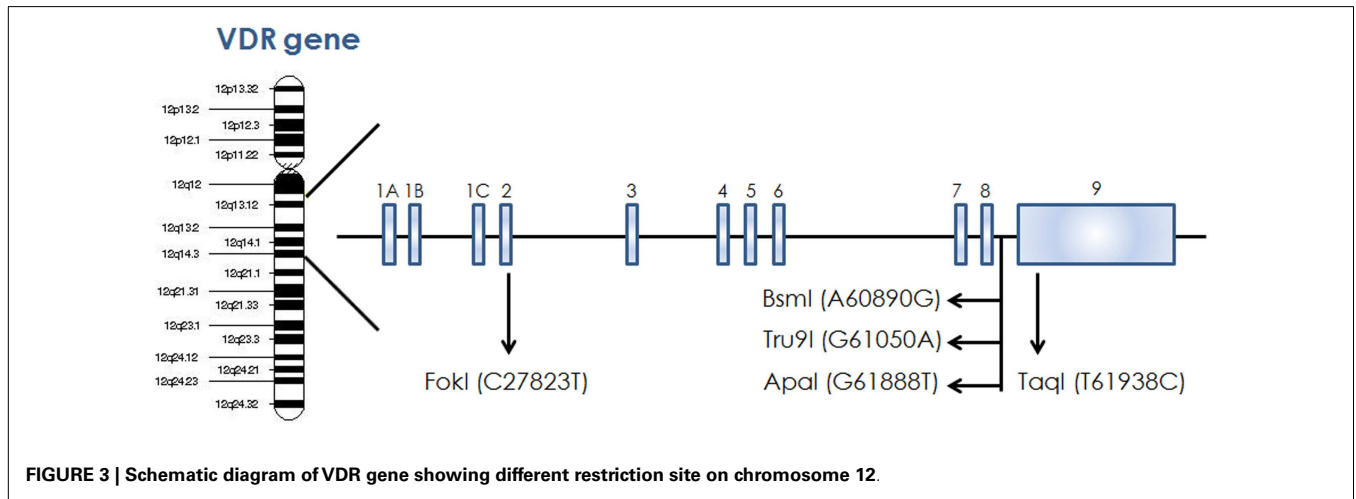 VDR gene
12p13.32
12p13.2
12p12.3
12p12.1
12p11.22
12q12
12q13.12
12q13.2
12q14.1
12q14.3
12q21.1
12q21.31
12q21.33
12q23.1
12q23.3
12q24.12
12q24.21
12q24.23
12q24.32
1A 1B 1C 2 3 4 5 6 7 8 9
BsmI (A60890G)
Tru9I (G61050A)
FokI (C27823T) ApaI (G61888T) TaqI (T61938C)
FIGURE 3 | Schematic diagram of VDR gene showing different restriction site on chromosome 12.